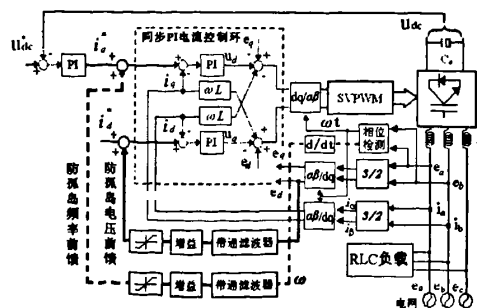 U*dc
Udc
PI
i*d
同步PI电流控制环
eq
PI
ud
Cd
iq
ωL
dq/αβ
SVPWM
id
ωL
i*q
PI
uq
ed
ωt
d/dt
相位
检测
eq
ed
αβ/dq
3/2
ea
eb
αβ/dq
iα
iβ
3/2
ia
ib
防孤岛频率前馈
防孤岛电压前馈
增益
带通滤波器
增益
带通滤波器
ω
RLC负载
ea
eb
ec
电网